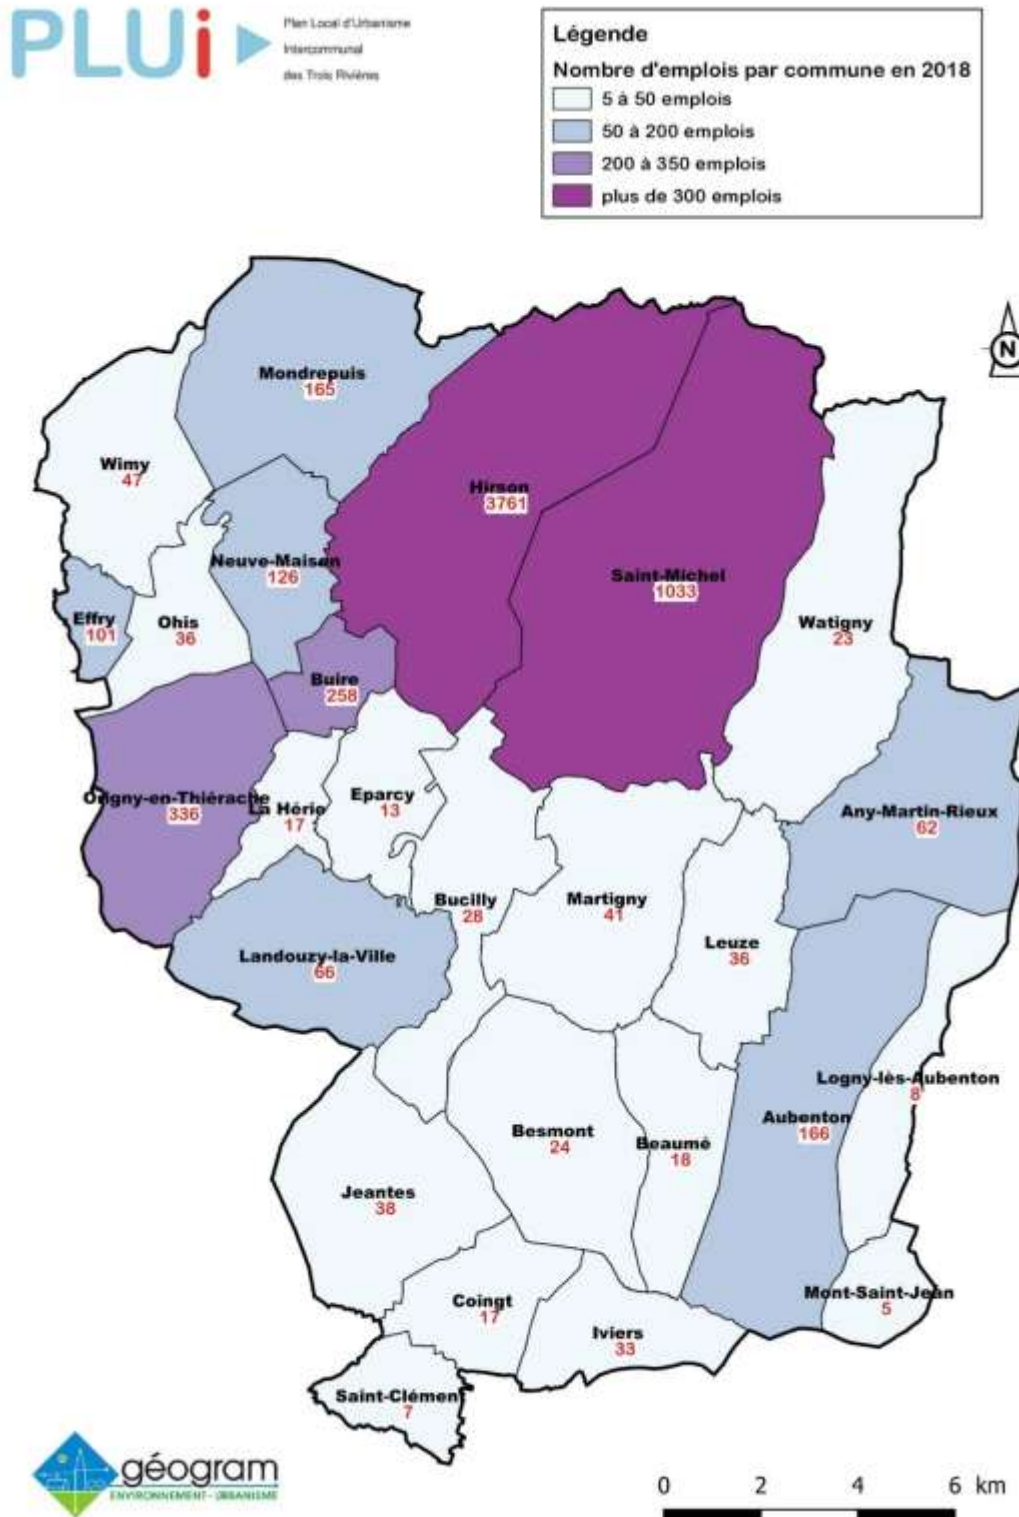 PLUi
Plan Local d'Urbanisme
Intercommunal
des Trois Rivières
Légende
Nombre d'emplois par commune en 2018
5 à 50 emplois
50 à 200 emplois
200 à 350 emplois
plus de 300 emplois
N
Mondrepuis
165
Wimy
47
Hirson
3761
Neuve-Maison
126
Saint-Michel
1033
Effry
101
Ohis
36
Watigny
23
Buire
258
Origny-en-Thiérache
336
La Hérie
17
Eparcy
13
Any-Martin-Rieux
62
Bucilly
28
Martigny
41
Leuze
36
Landouzy-la-Ville
66
Logny-lès-Aubenton
8
Aubenton
166
Besmont
24
Beaumé
18
Jeantes
38
Coingt
17
Iviers
33
Mont-Saint-Jean
5
Saint-Clément
7
géogram
ENVIRONNEMENT - URBANISME
0 2 4 6 km